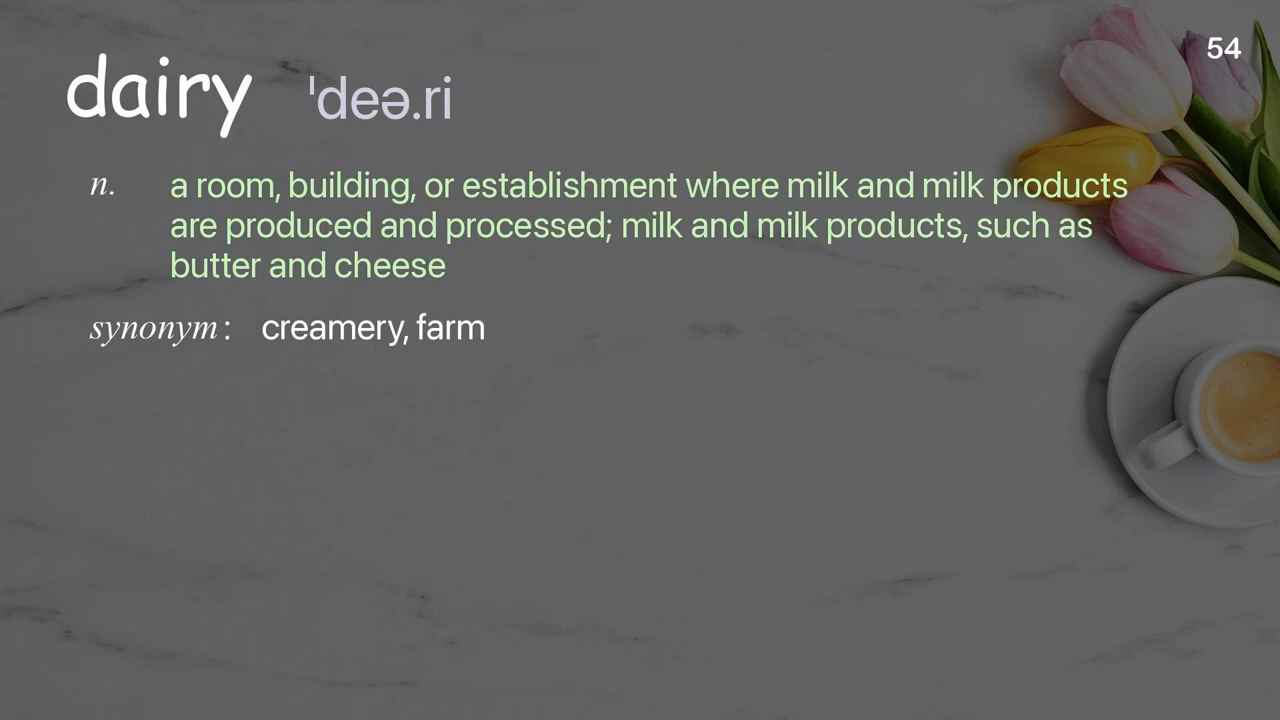 54
dairy ˈdeə.ri
n. a room, building, or establishment where milk and milk products
are produced and processed; milk and milk products, such as
butter and cheese
synonym: creamery, farm